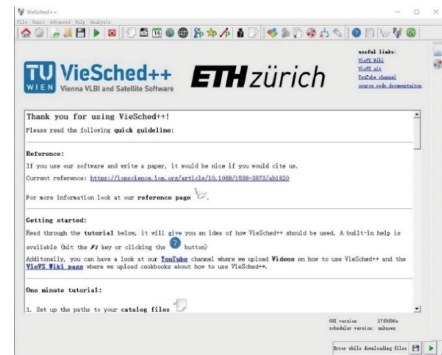 VieSched++
File Basic Advanced Help Analysis
useful links:
VieVS Wiki
VieVS git
YouTube channel
source code documentation
TU
WIEN
VieSched++
Vienna VLBI and Satellite Software
ETH zürich
Thank you for using VieSched++!
Please read the following quick guideline:
Reference:
If you use our software and write a paper, it would be nice if you would cite us.
Current reference: https://iopscience.iop.org/article/10.1088/1538-3873/ab1820
For more information look at our reference page
Getting started:
Read through the tutorial below, it will give you an idea of how VieSched++ should be used. A built-in help is
available (hit the F1 key or clicking the ? button)
Additonally, you can have a look at our YouTube channel where we upload Videos on how to use VieSched++ and the
VieVS Wiki page where we upload cookbooks about how to use VieSched++.
One minute tutorial:
1. Set up the paths to your catalog files
GUI version
scheduler version: unknown
Error while downloading files